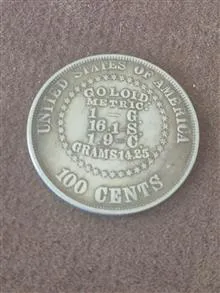 UNITED STATES OF AMERICA
GOLOID
METRIC.
1 – G
16.1 S
1.9 – C
GRAMS 14.25
100 CENTS